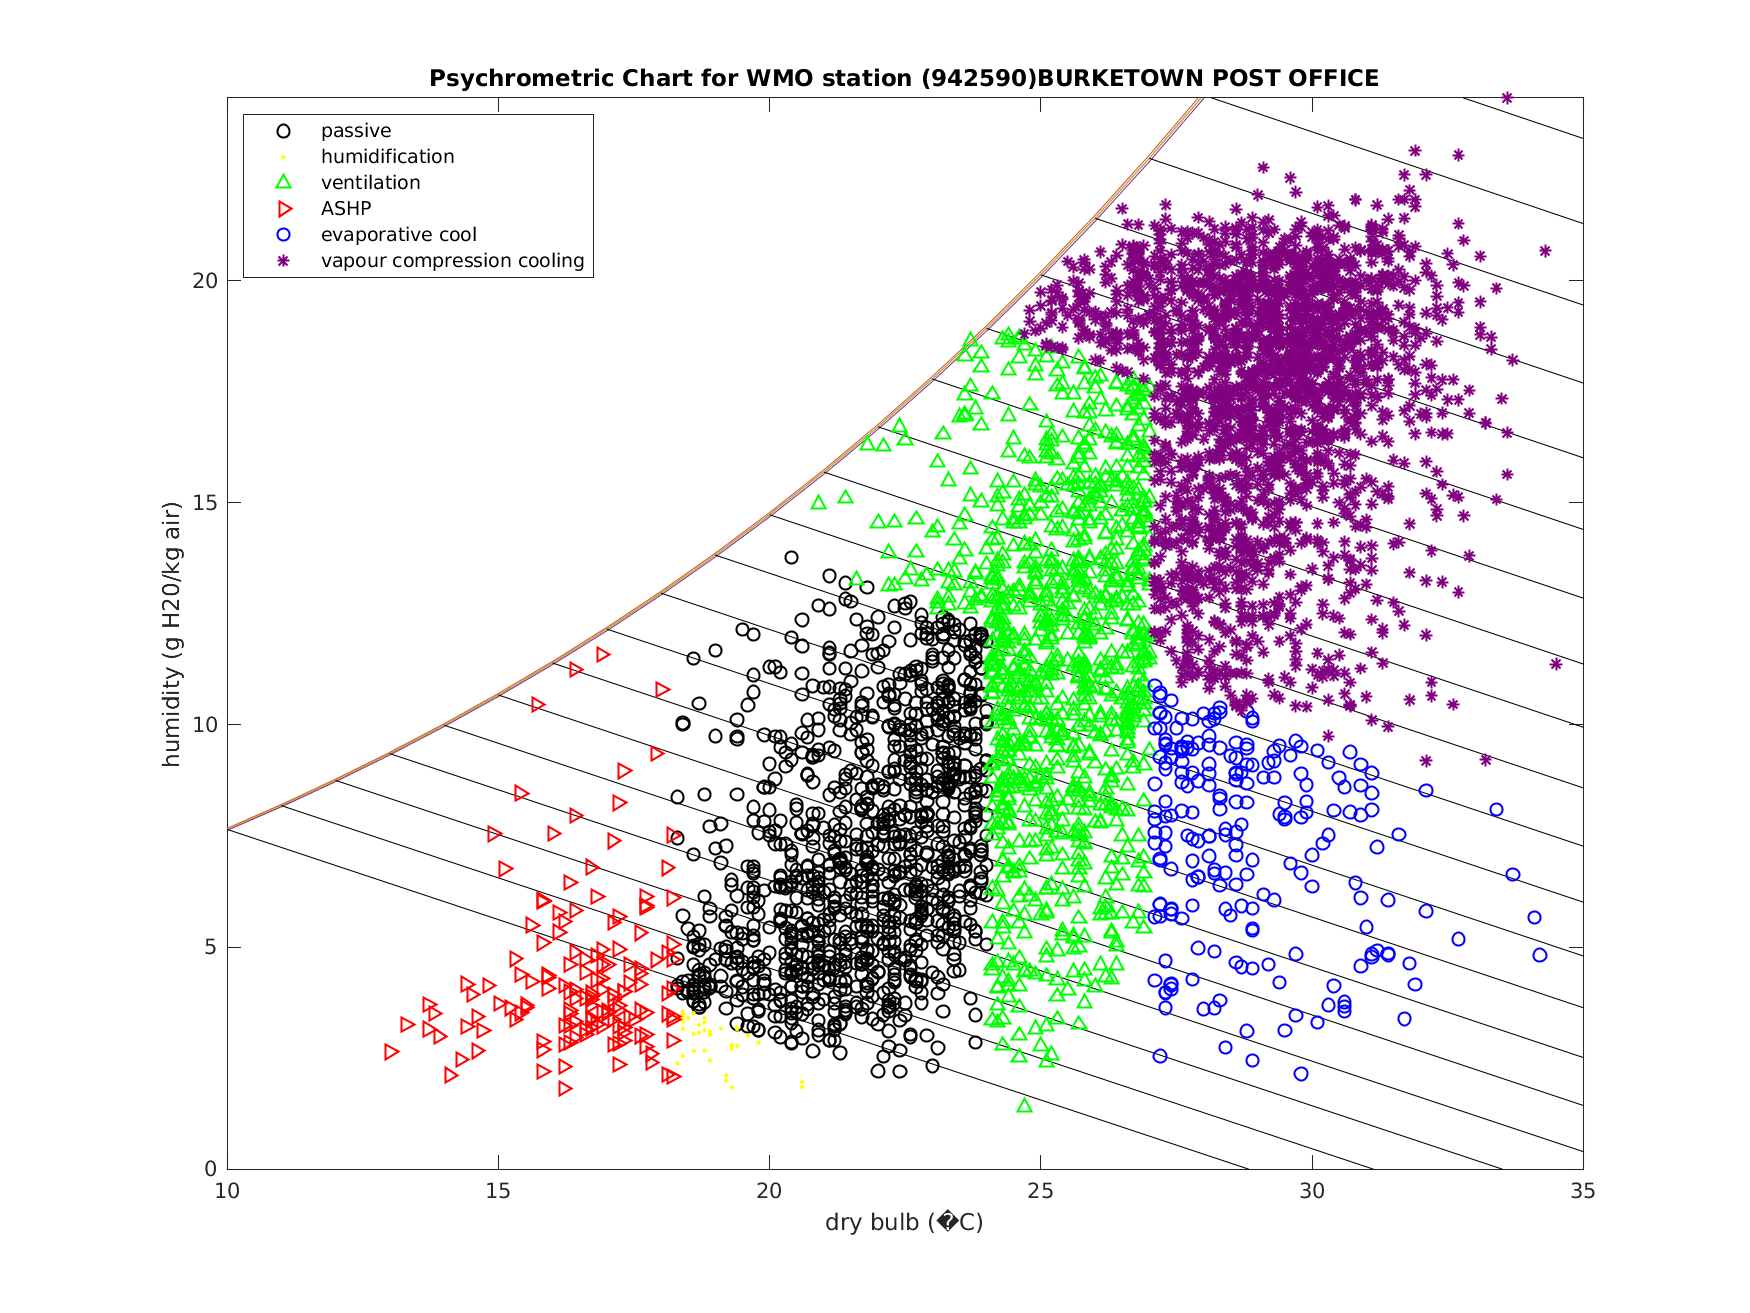 Psychrometric Chart for WMO station (942590)BURKETOWN POST OFFICE
passive
humidification
ventilation
ASHP
evaporative cool
vapour compression cooling
20
15
10
5
0
humidity (g H20/kg air)
10 15 20 25 30 35
dry bulb (�C)